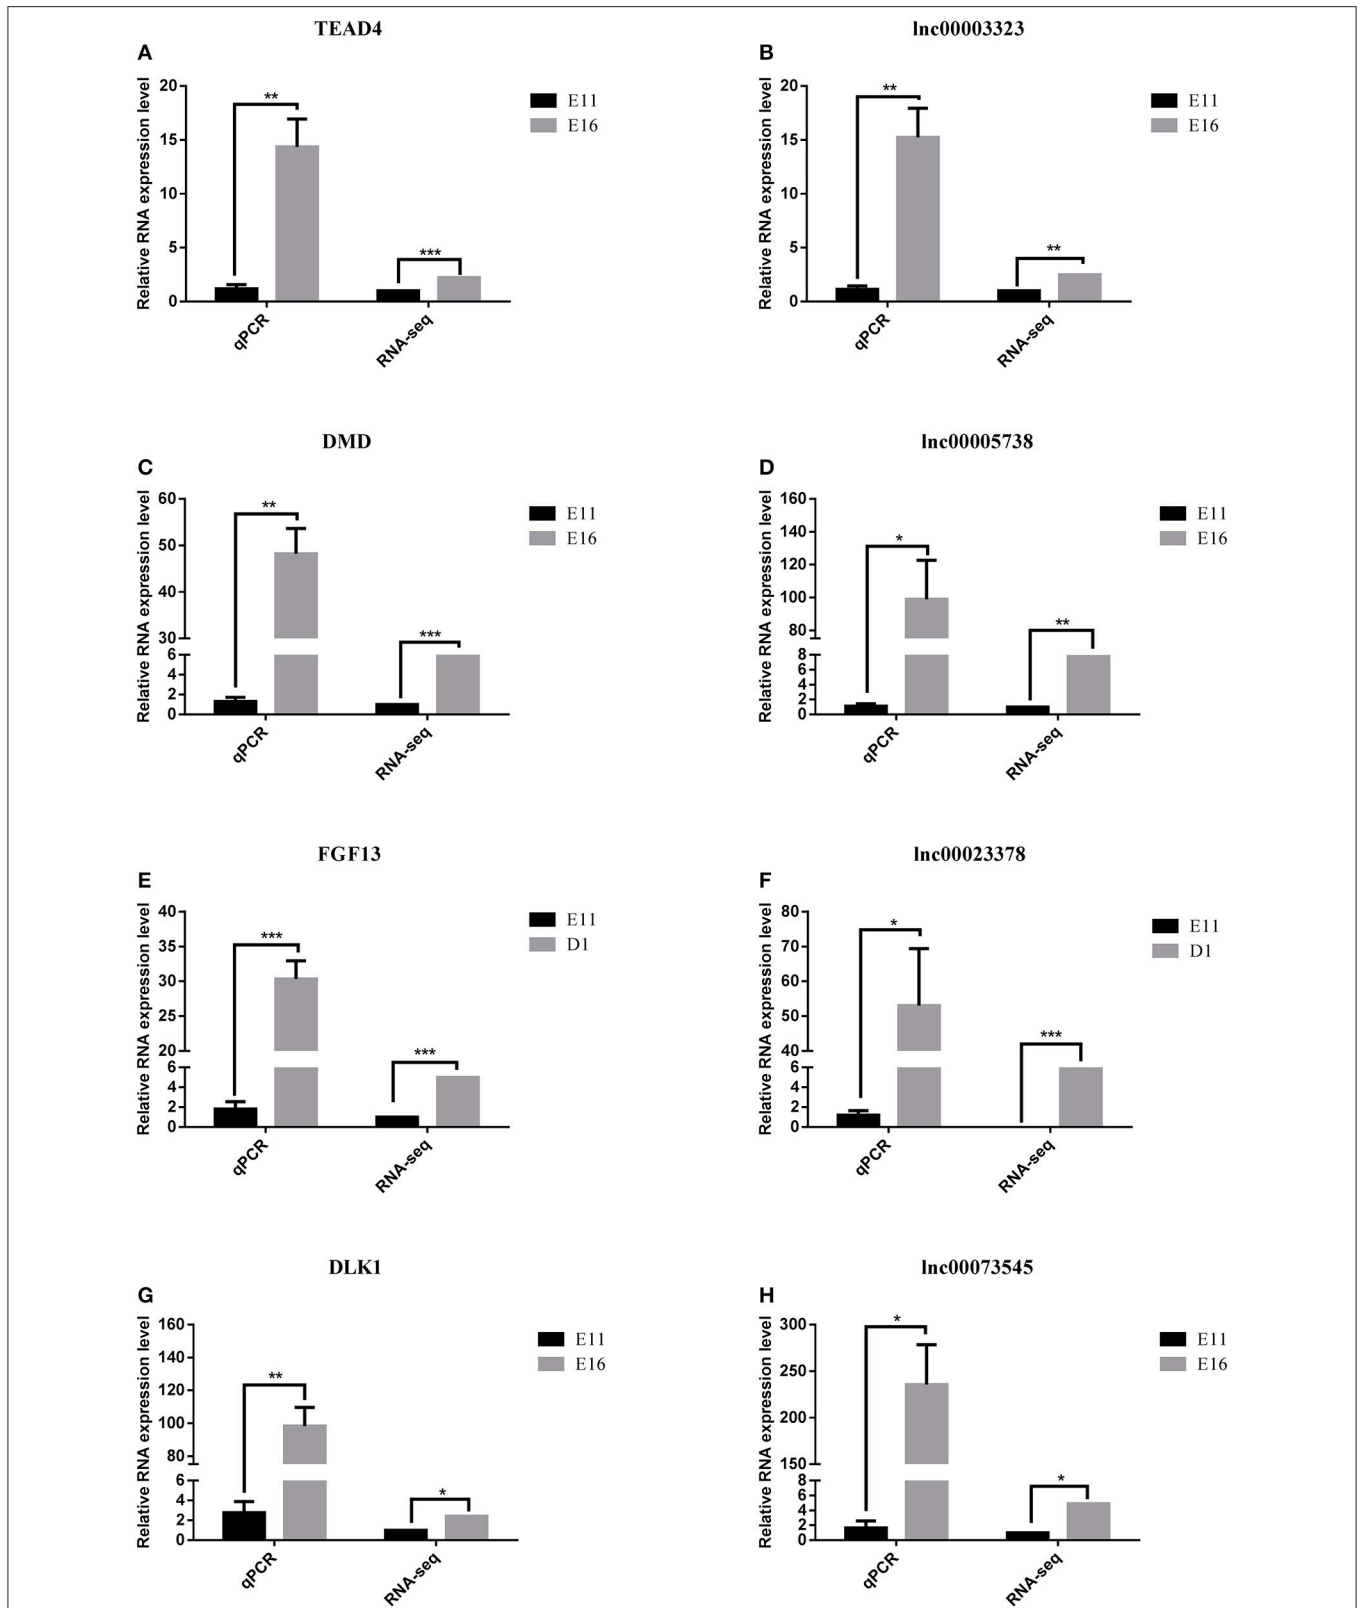 TEAD4
A
Relative RNA expression level
20
15
10
5
0
**
***
qPCR
RNA-seq
E11
E16
lnc00003323
B
Relative RNA expression level
20
15
10
5
0
**
**
qPCR
RNA-seq
E11
E16
DMD
C
Relative RNA expression level
60
50
40
30
6
4
2
0
**
***
qPCR
RNA-seq
E11
E16
lnc00005738
D
Relative RNA expression level
160
140
120
100
80
8
6
4
2
0
*
**
qPCR
RNA-seq
E11
E16
FGF13
E
Relative RNA expression level
40
35
30
25
20
6
4
2
0
***
***
qPCR
RNA-seq
E11
D1
lnc00023378
F
Relative RNA expression level
80
70
60
50
40
6
4
2
0
*
***
qPCR
RNA-seq
E11
D1
DLK1
G
Relative RNA expression level
160
140
120
100
80
6
4
2
0
**
*
qPCR
RNA-seq
E11
E16
lnc00073545
H
Relative RNA expression level
300
250
200
150
8
6
4
2
0
*
*
qPCR
RNA-seq
E11
E16